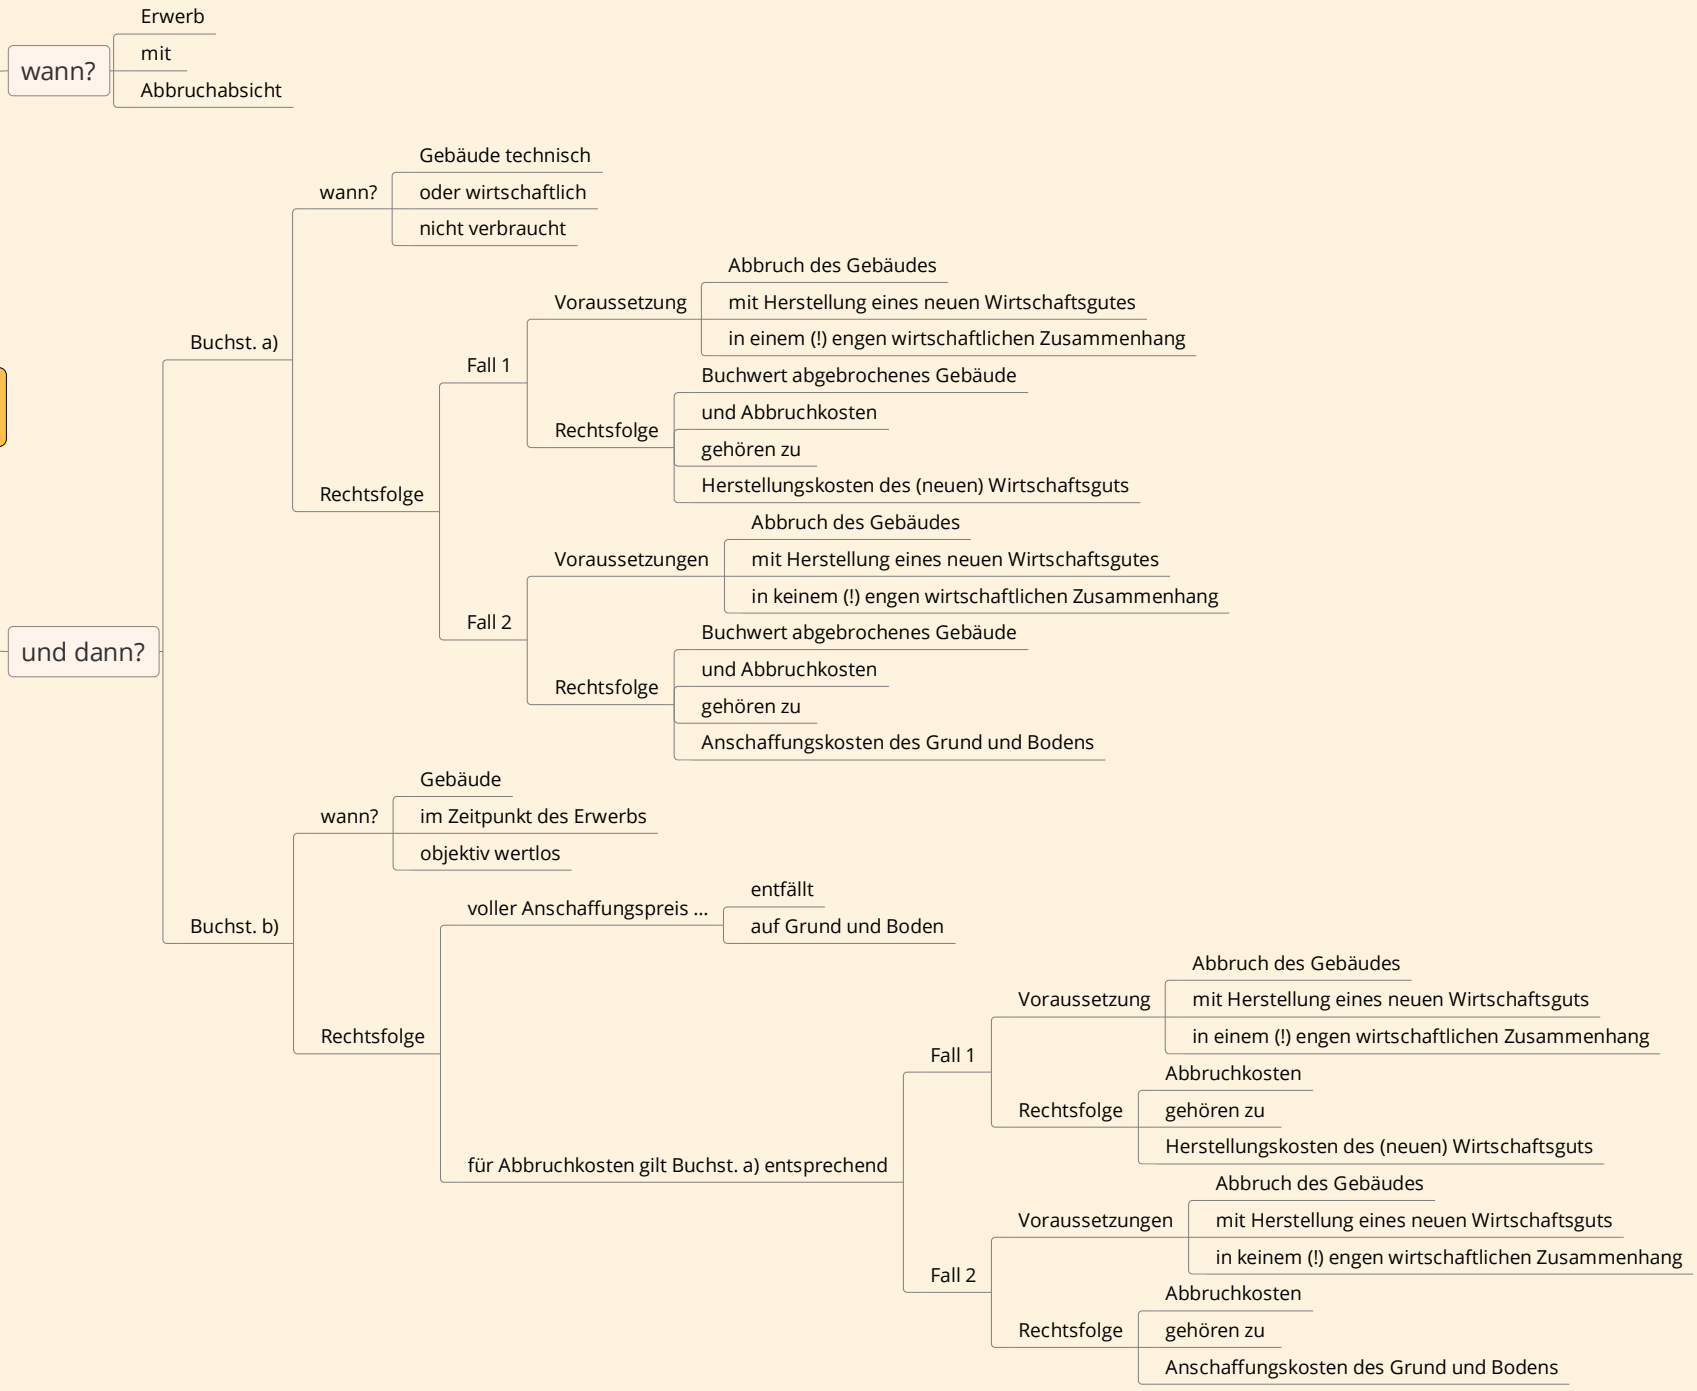 wann?
Erwerb
mit
Abbruchabsicht
und dann?
Buchst. a)
wann?
Gebäude technisch
oder wirtschaftlich
nicht verbraucht
Rechtsfolge
Fall 1
Voraussetzung
Abbruch des Gebäudes
mit Herstellung eines neuen Wirtschaftsgutes
in einem (!) engen wirtschaftlichen Zusammenhang
Rechtsfolge
Buchwert abgebrochenes Gebäude
und Abbruchkosten
gehören zu
Herstellungskosten des (neuen) Wirtschaftsguts
Fall 2
Voraussetzungen
Abbruch des Gebäudes
mit Herstellung eines neuen Wirtschaftsgutes
in keinem (!) engen wirtschaftlichen Zusammenhang
Rechtsfolge
Buchwert abgebrochenes Gebäude
und Abbruchkosten
gehören zu
Anschaffungskosten des Grund und Bodens
Buchst. b)
wann?
Gebäude
im Zeitpunkt des Erwerbs
objektiv wertlos
Rechtsfolge
voller Anschaffungspreis ...
entfällt
auf Grund und Boden
für Abbruchkosten gilt Buchst. a) entsprechend
Fall 1
Voraussetzung
Abbruch des Gebäudes
mit Herstellung eines neuen Wirtschaftsguts
in einem (!) engen wirtschaftlichen Zusammenhang
Rechtsfolge
Abbruchkosten
gehören zu
Herstellungskosten des (neuen) Wirtschaftsguts
Fall 2
Voraussetzungen
Abbruch des Gebäudes
mit Herstellung eines neuen Wirtschaftsguts
in keinem (!) engen wirtschaftlichen Zusammenhang
Rechtsfolge
Abbruchkosten
gehören zu
Anschaffungskosten des Grund und Bodens